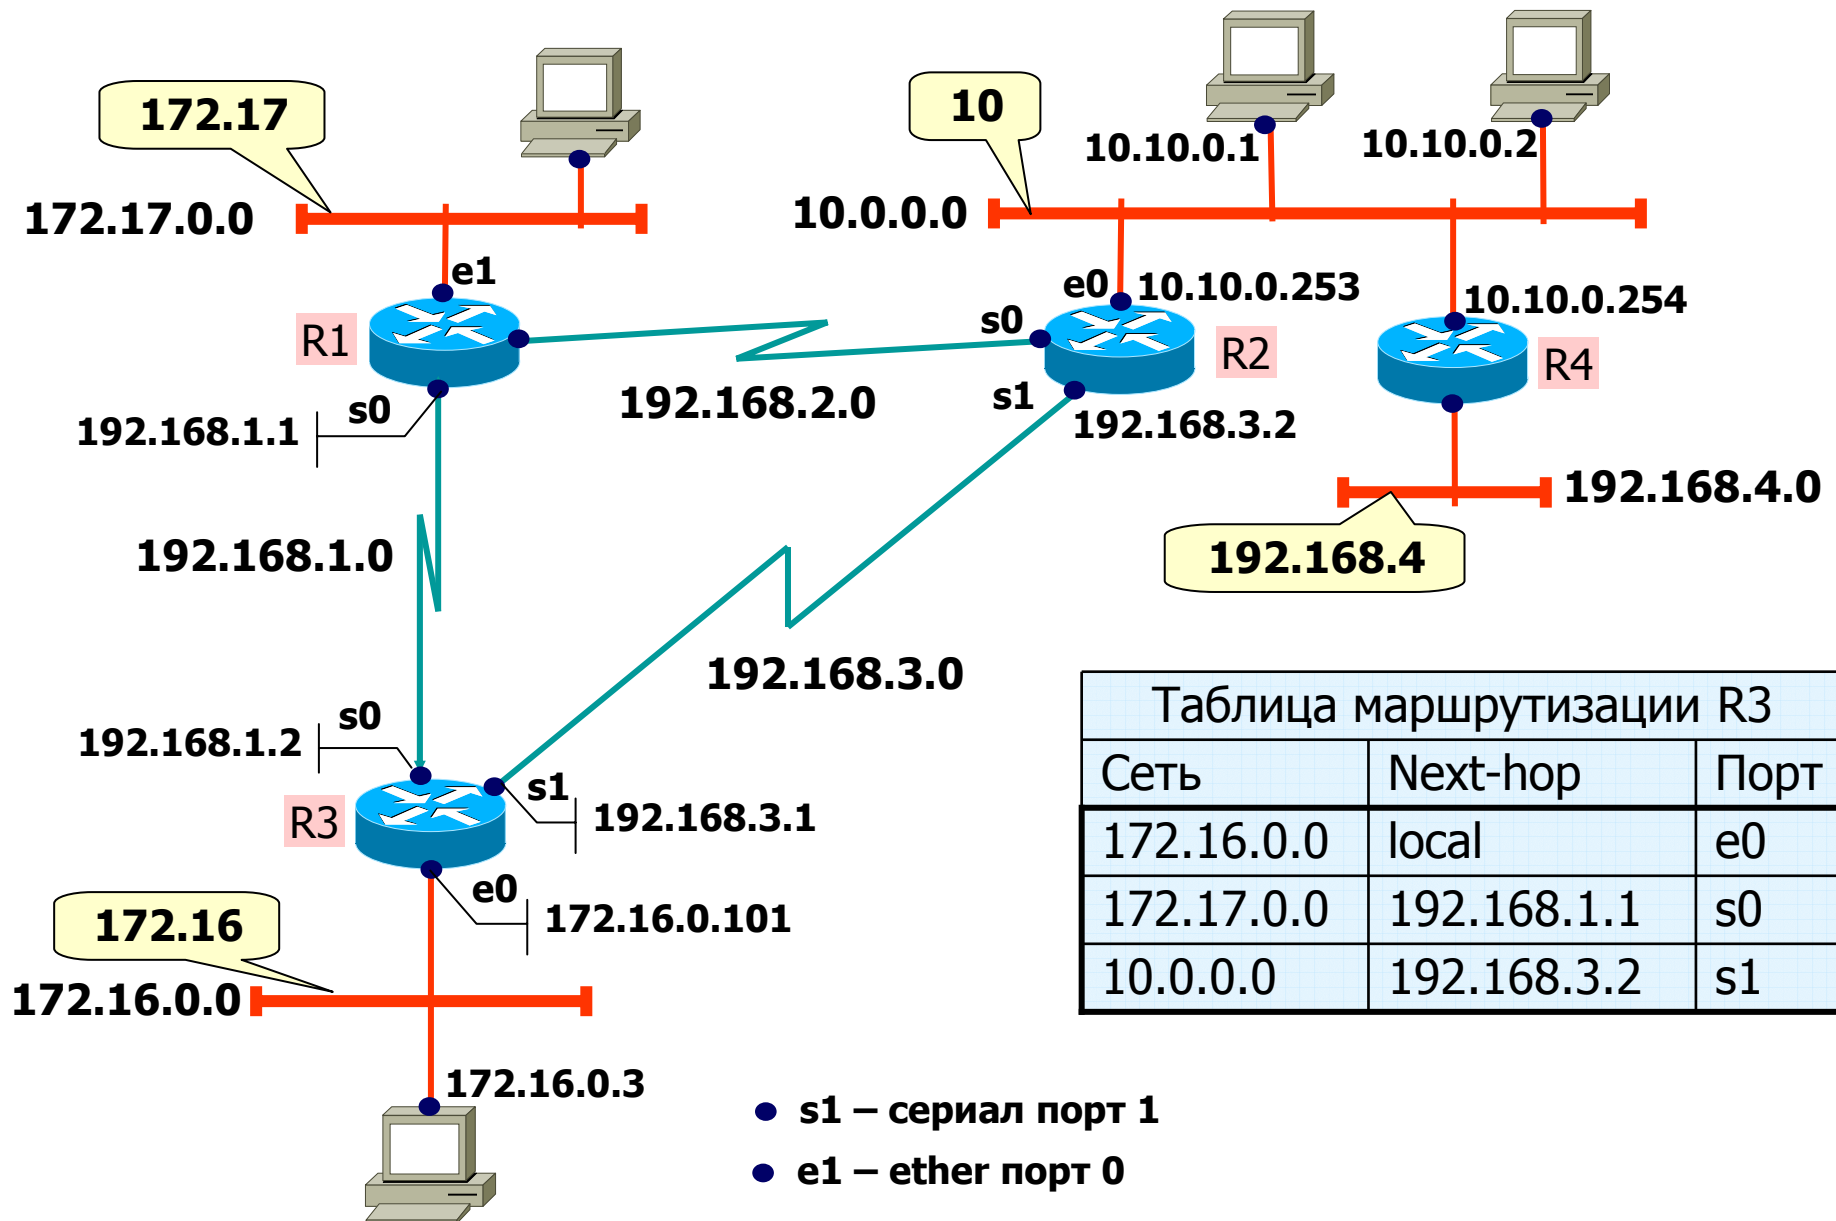 172.17
10
10.10.0.1
10.10.0.2
172.17.0.0
10.0.0.0
e1
e0
10.10.0.253
10.10.0.254
R1
s0
R2
R4
s0
192.168.1.1
192.168.2.0
s1
192.168.3.2
192.168.4.0
192.168.1.0
192.168.4
192.168.3.0
s0
192.168.1.2
s1
192.168.3.1
R3
e0
172.16.0.101
172.16
172.16.0.0
172.16.0.3
Таблица маршрутизации R3
Сеть Next-hop Порт
172.16.0.0 local e0
172.17.0.0 192.168.1.1 s0
10.0.0.0 192.168.3.2 s1
s1 – сериал порт 1
e1 – ether порт 0